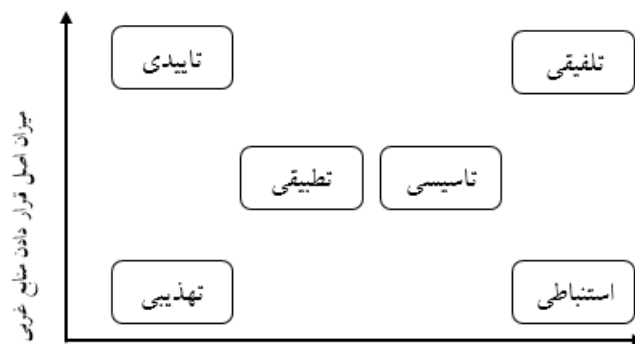 تلفیقی
تاییدی
تاسیسی
تطبیقی
استنباطی
تهذیبی
میزان اصل قرار دادن منابع غربی